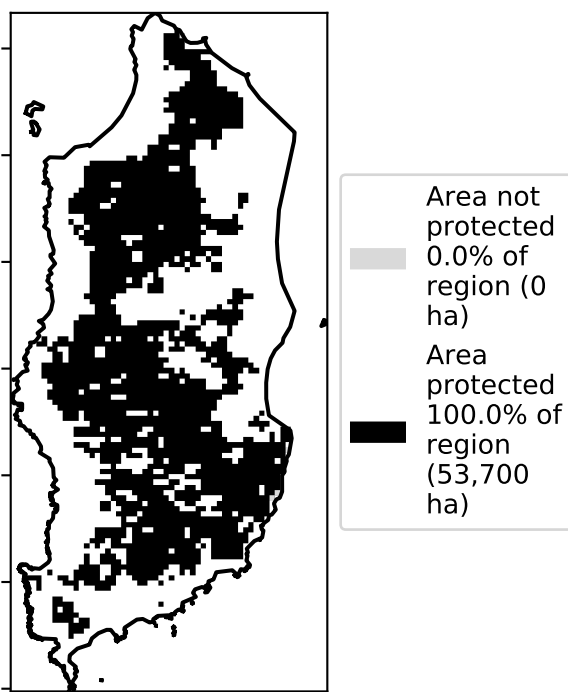 Area not
protected
0.0% of
region (0
ha)
Area
protected
100.0% of
region
(53,700
ha)